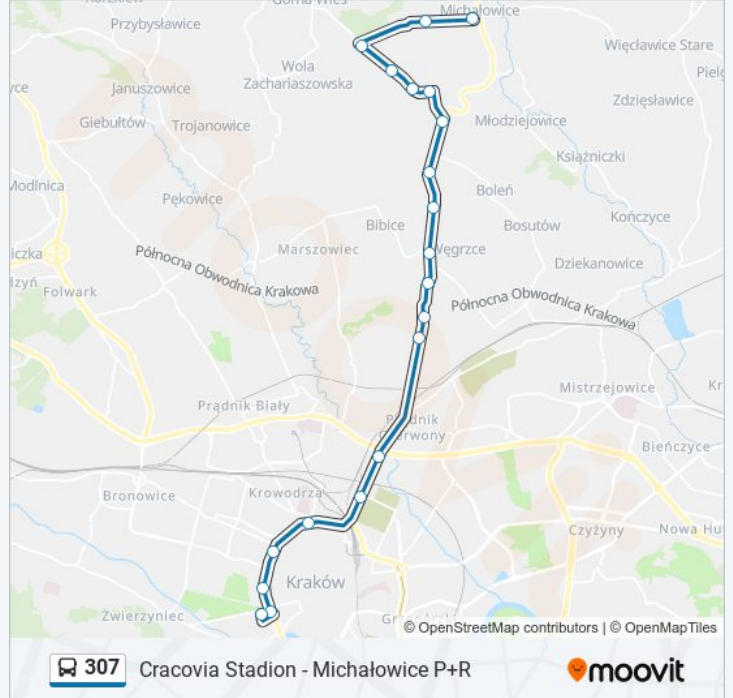 Górna Wieś
Michałowice
Przybysławice
Więcławice Stare
Wola
Zachariaszowska
Januszowice
Zdzięsławice
Giebułtów
Trojanowice
Młodziejowice
Książniczki
Modlnica
Pękowice
Boleń
Kończyce
Bibice
Bosutów
Marszowiec
Węgrzce
Dziekanowice
Północna Obwodnica Krakowa
Folwark
Północna Obwodnica Krakowa
Mistrzejowice
Prądnik Biały
Prądnik
Czerwony
Bieńczyce
Bronowice
Krowodrza
Czyżyny
Nowa Hu
Kraków
Zwierzyniec
© OpenStreetMap contributors | © OpenMapTiles
307 Cracovia Stadion - Michałowice P+R
moovit